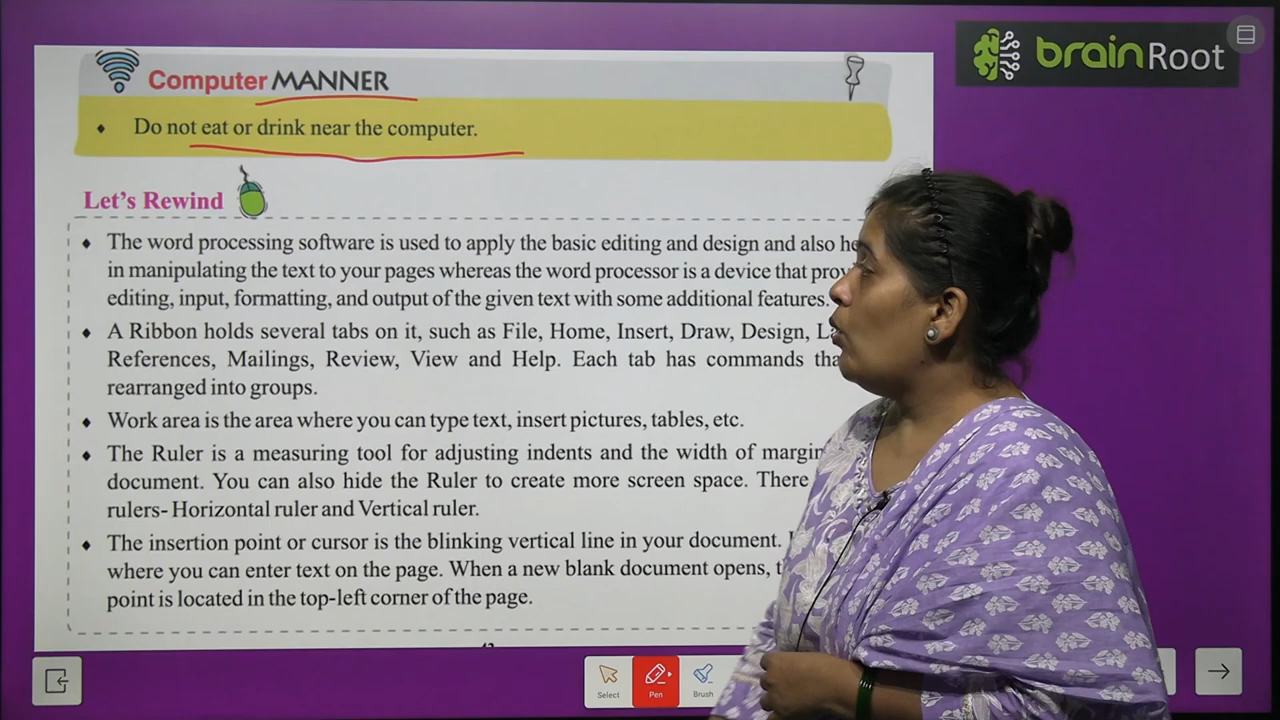 brainRoot
Computer MANNER
Do not eat or drink near the computer.
Let's Rewind
The word processing software is used to apply the basic editing and design and also
in manipulating the text to your pages whereas the word processor is a device that
editing, input, formatting, and output of the given text with some additional features.
A Ribbon holds several tabs on it, such as File, Home, Insert, Draw, Design,
References, Mailings, Review, View and Help. Each tab has commands
rearranged into groups.
Work area is the area where you can type text, insert pictures, tables, etc.
The Ruler is a measuring tool for adjusting indents and the width of
document. You can also hide the Ruler to create more screen space. There
rulers- Horizontal ruler and Vertical ruler.
The insertion point or cursor is the blinking vertical line in your document.
where you can enter text on the page. When a new blank document opens,
point is located in the top-left corner of the page.
Select Pen Brush